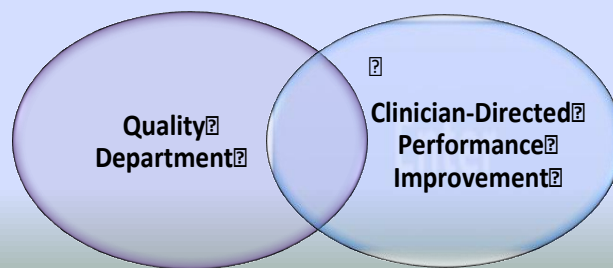 Quality
Department
Clinician-Directed
Performance
Improvement